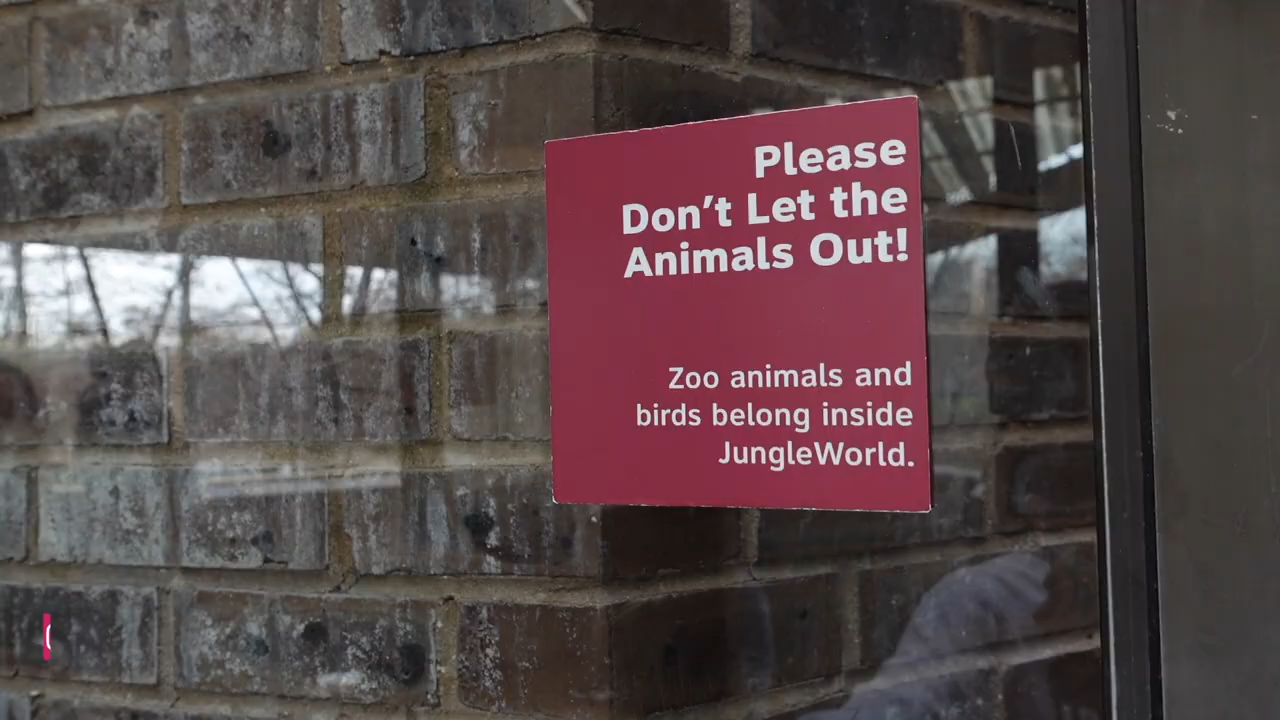 Please
Don't Let the
Animals Out!
Zoo animals and
birds belong inside
JungleWorld.